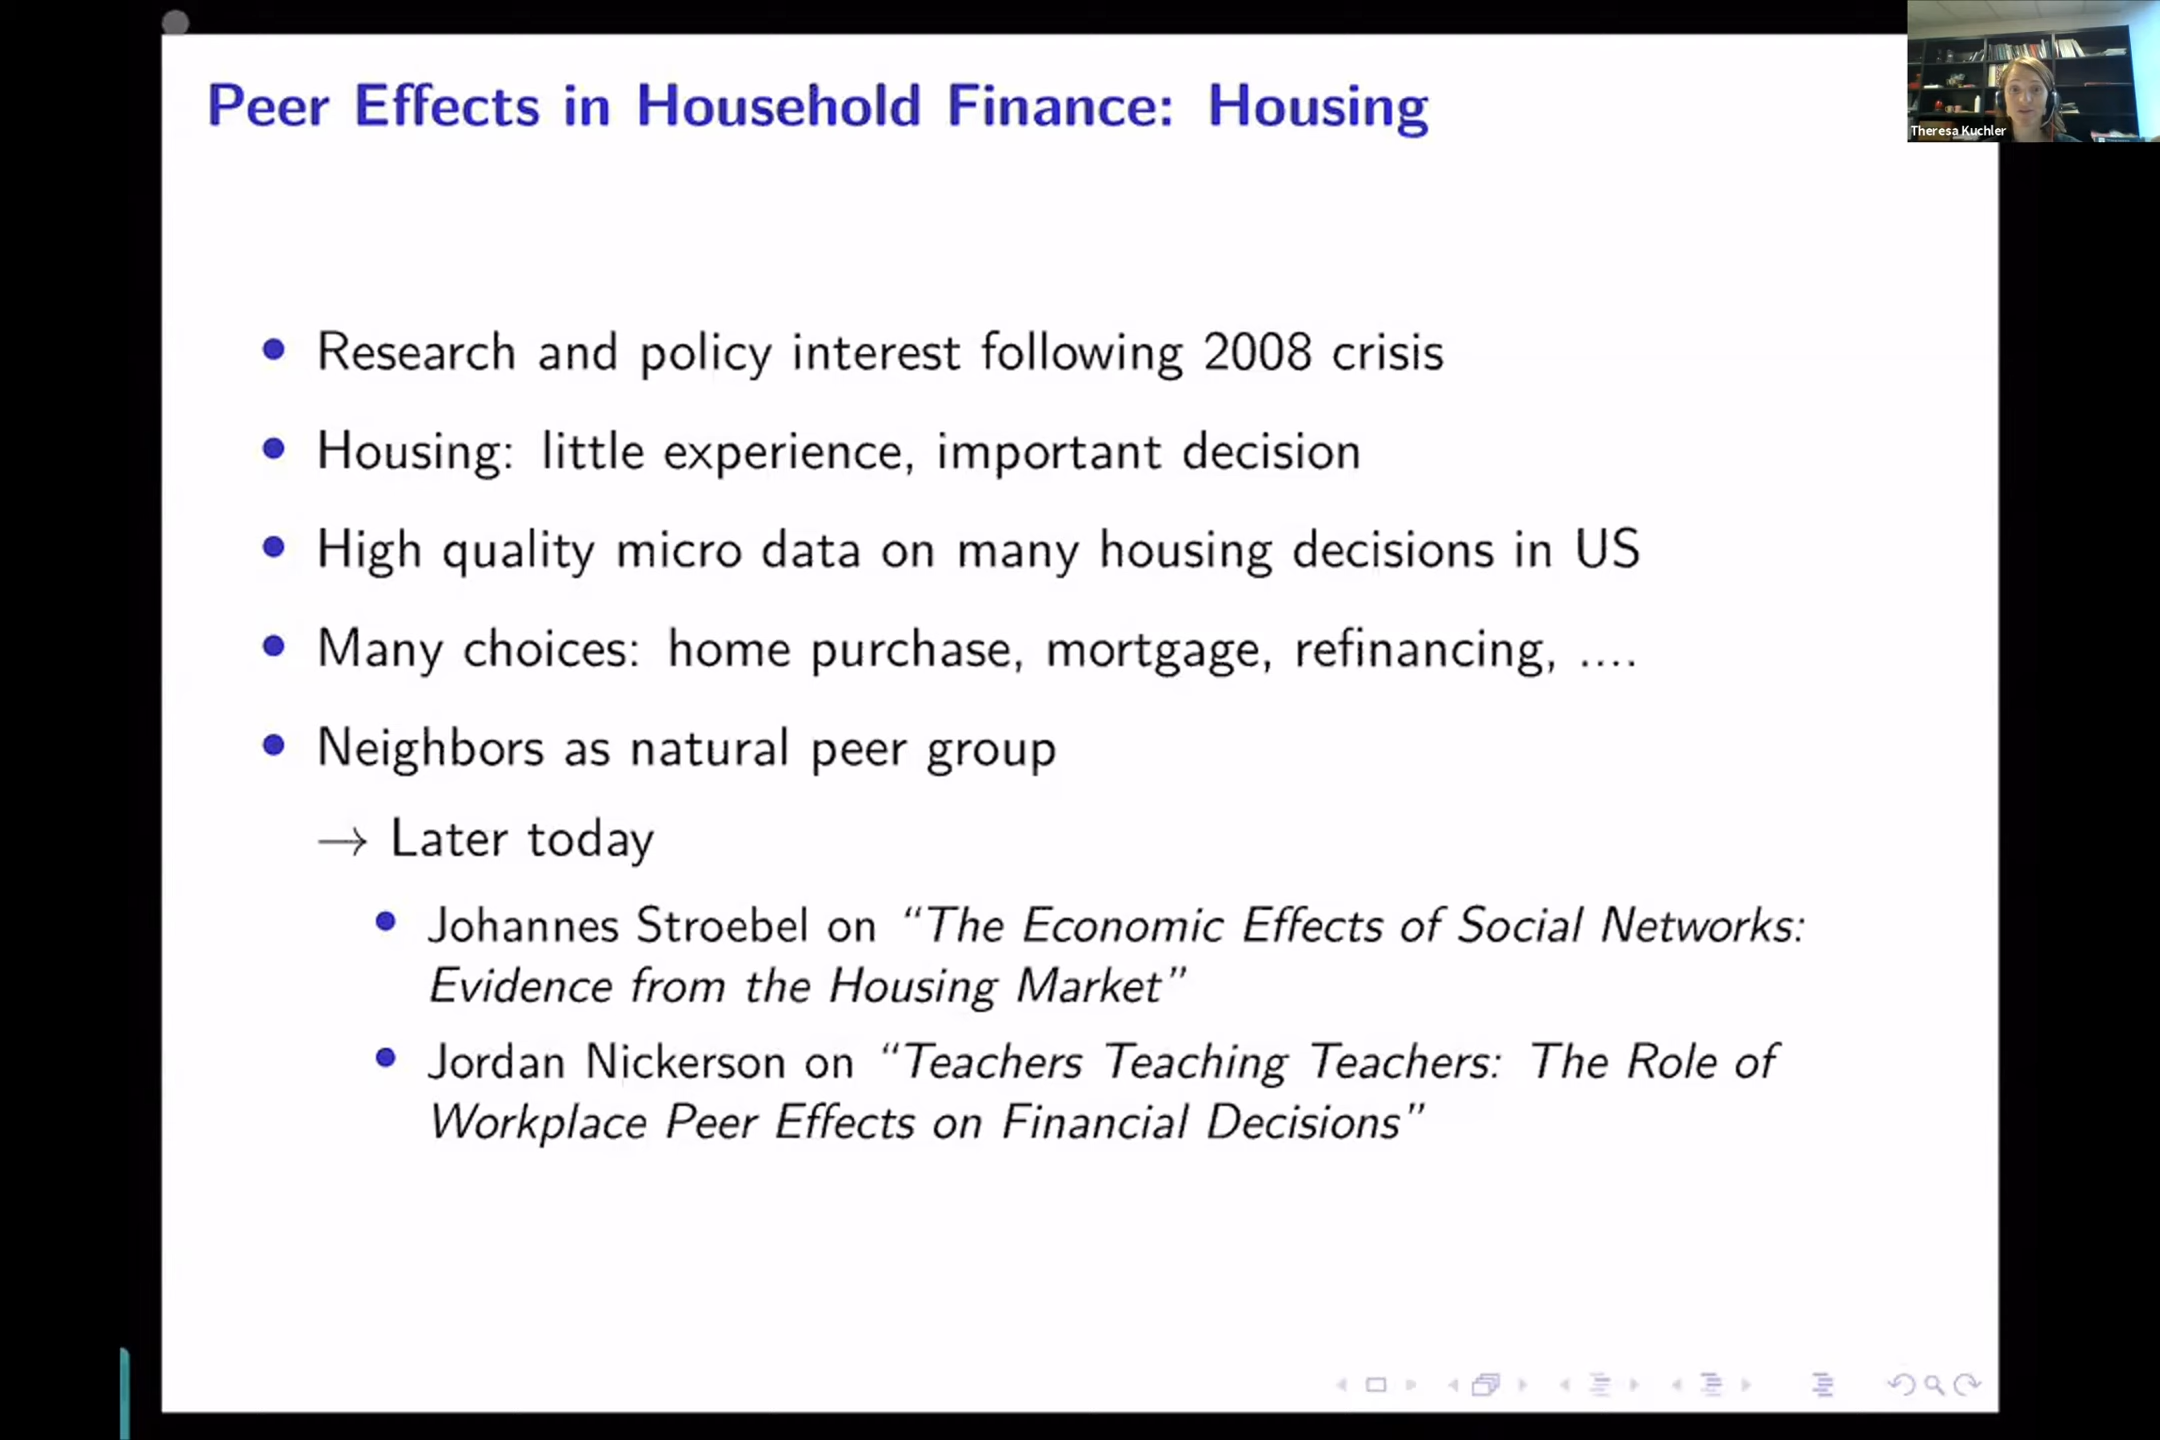 Peer Effects in Household Finance: Housing
Theresa Kuchler
• Research and policy interest following 2008 crisis
• Housing: little experience, important decision
• High quality micro data on many housing decisions in US
• Many choices: home purchase, mortgage, refinancing, ....
• Neighbors as natural peer group
→ Later today
• Johannes Stroebel on “The Economic Effects of Social Networks:
Evidence from the Housing Market”
• Jordan Nickerson on “Teachers Teaching Teachers: The Role of
Workplace Peer Effects on Financial Decisions”